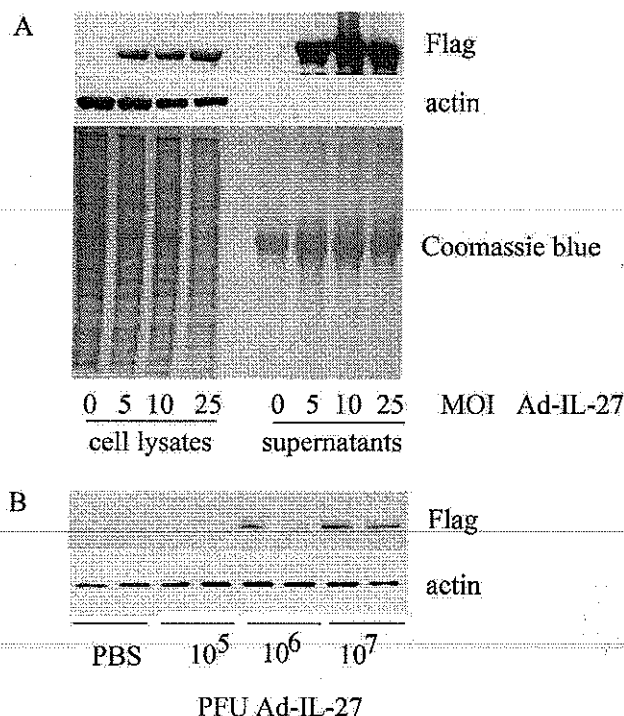 A
Flag
actin
Coomassie blue
0 5 10 25 0 5 10 25 MOI Ad-IL-27
cell lysates supernatants
B
Flag
actin
PBS 10^5 10^6 10^7
PFU Ad-IL-27